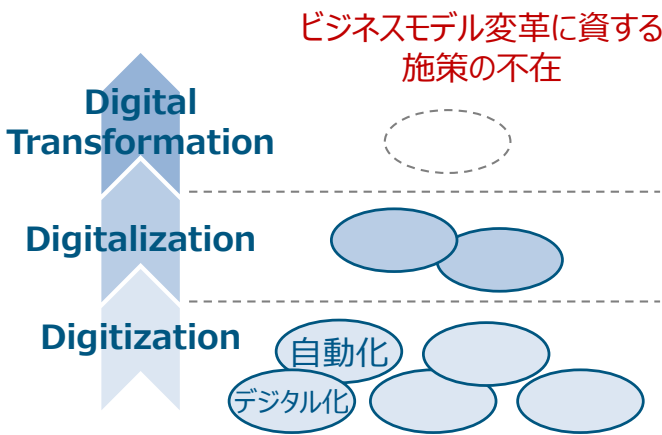 ビジネスモデル変革に資する
施策の不在
Digital
Transformation
Digitalization
Digitization
自動化
デジタル化